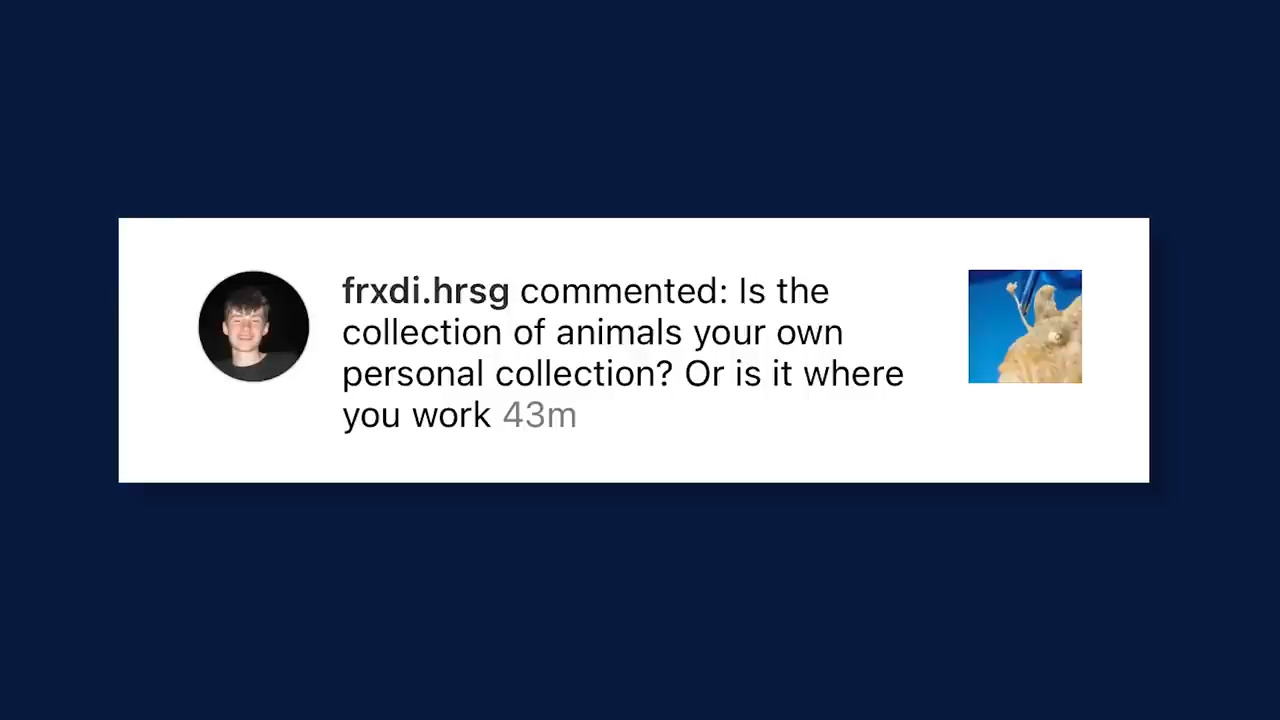 frxdi.hrsg commented: Is the
collection of animals your own
personal collection? Or is it where
you work 43m